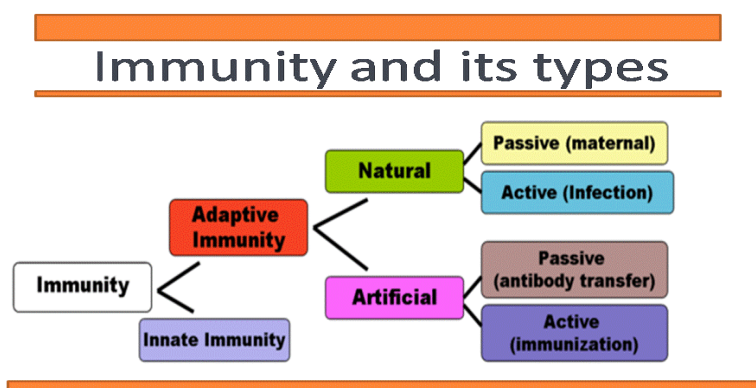 Immunity and its types
Passive (maternal)
Natural
Active (Infection)
Adaptive
Immunity
Passive
(antibody transfer)
Immunity
Artificial
Active
(immunization)
Innate Immunity